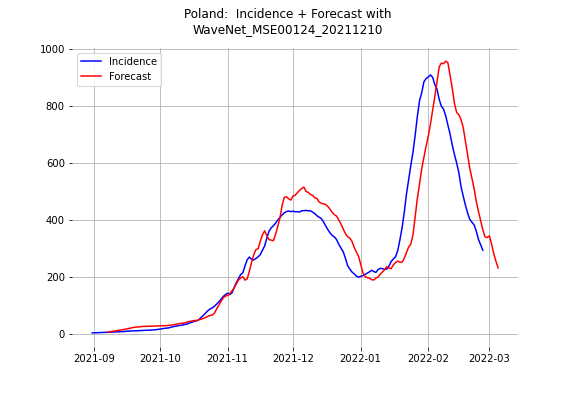 Poland:  Incidence + Forecast with
WaveNet_MSE00124_20211210
1000
800
600
400
200
0
Incidence
Forecast
2021-09 2021-10 2021-11 2021-12 2022-01 2022-02 2022-03